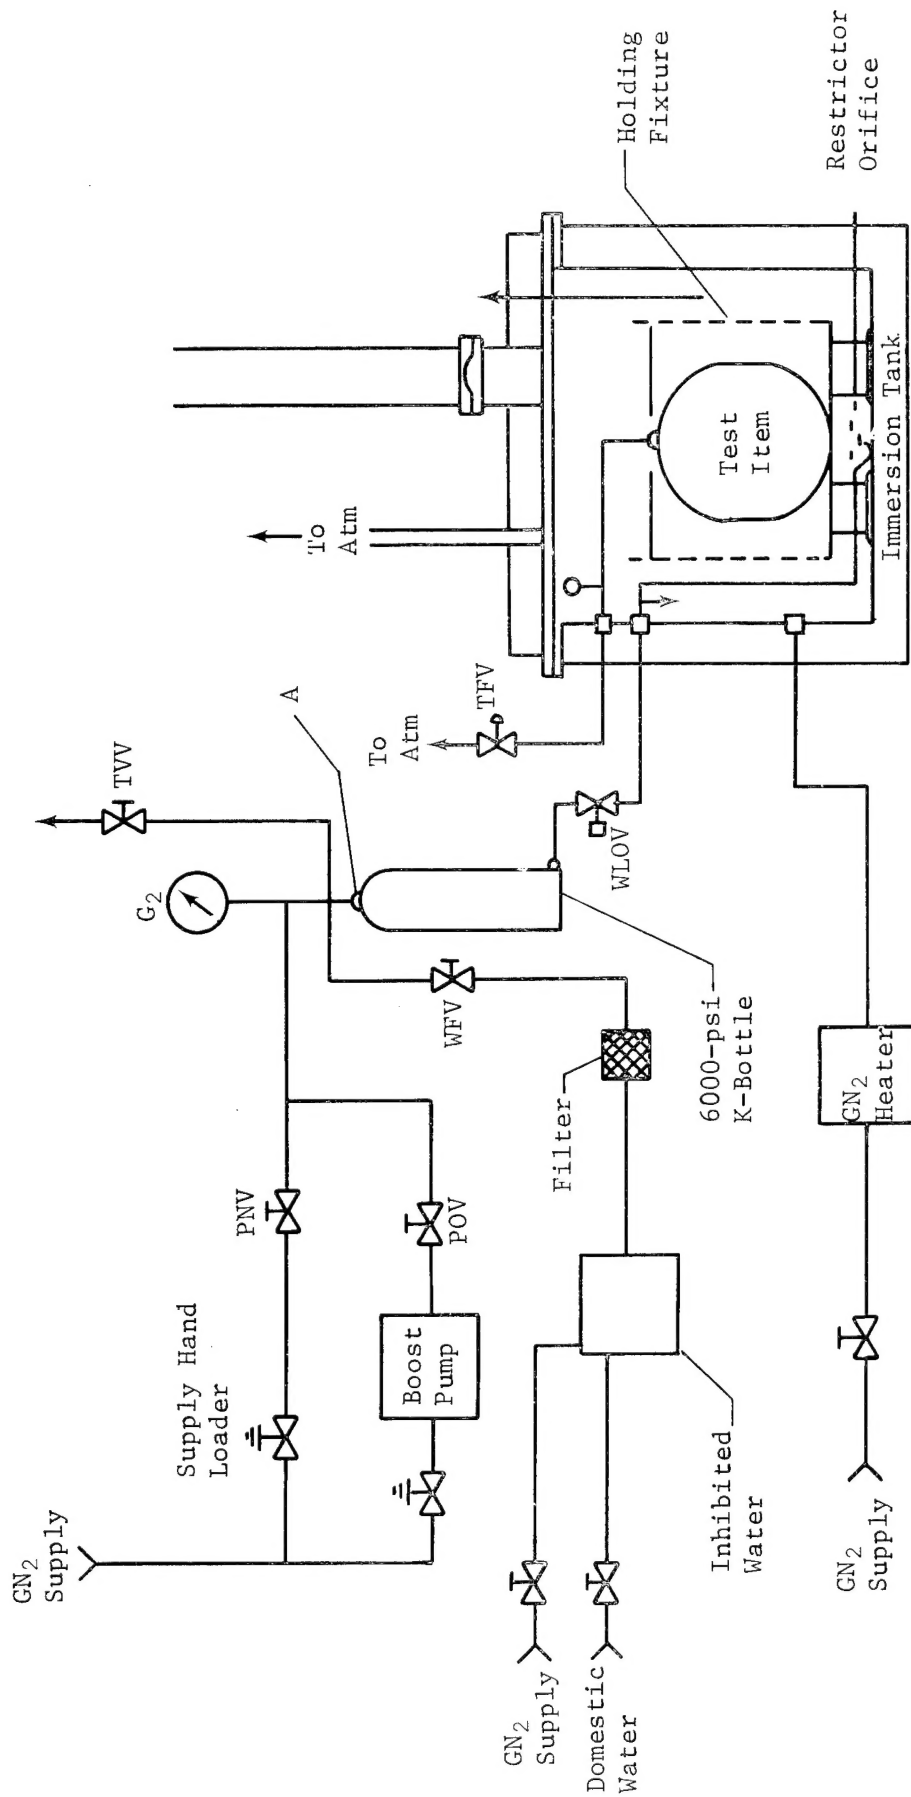 GN2
Supply
Supply Hand
Loader
PNV
G2
TVV
Boost
Pump
POV
WFV
A
To
Atm
TFV
To
Atm
GN2
Supply
Domestic
Water
Inhibited
Water
Filter
6000-psi
K-Bottle
WLOV
Test
Item
Holding
Fixture
GN2
Supply
GN2
Heater
Immersion Tank
Restrictor
Orifice